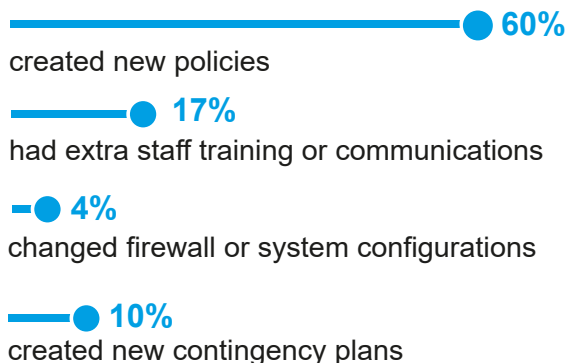 60%
created new policies
17%
had extra staff training or communications
4%
changed firewall or system configurations
10%
created new contingency plans